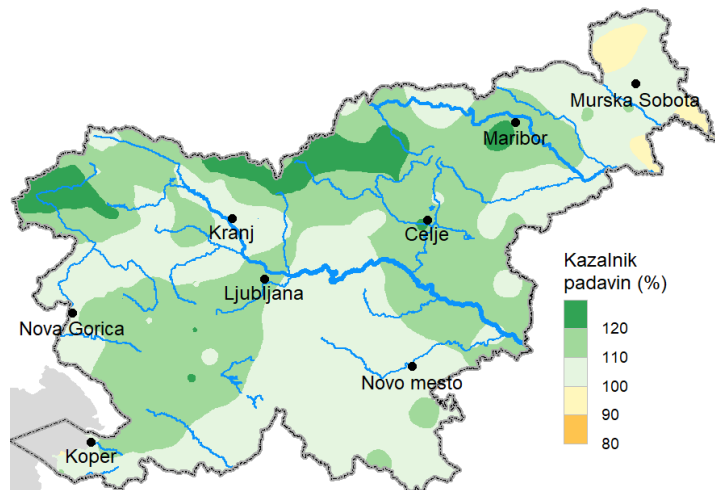 Murska Sobota
Maribor
Kranj
Celje
Ljubljana
Nova Gorica
Novo mesto
Koper
Kazalnik
padavin (%)
120
110
100
90
80